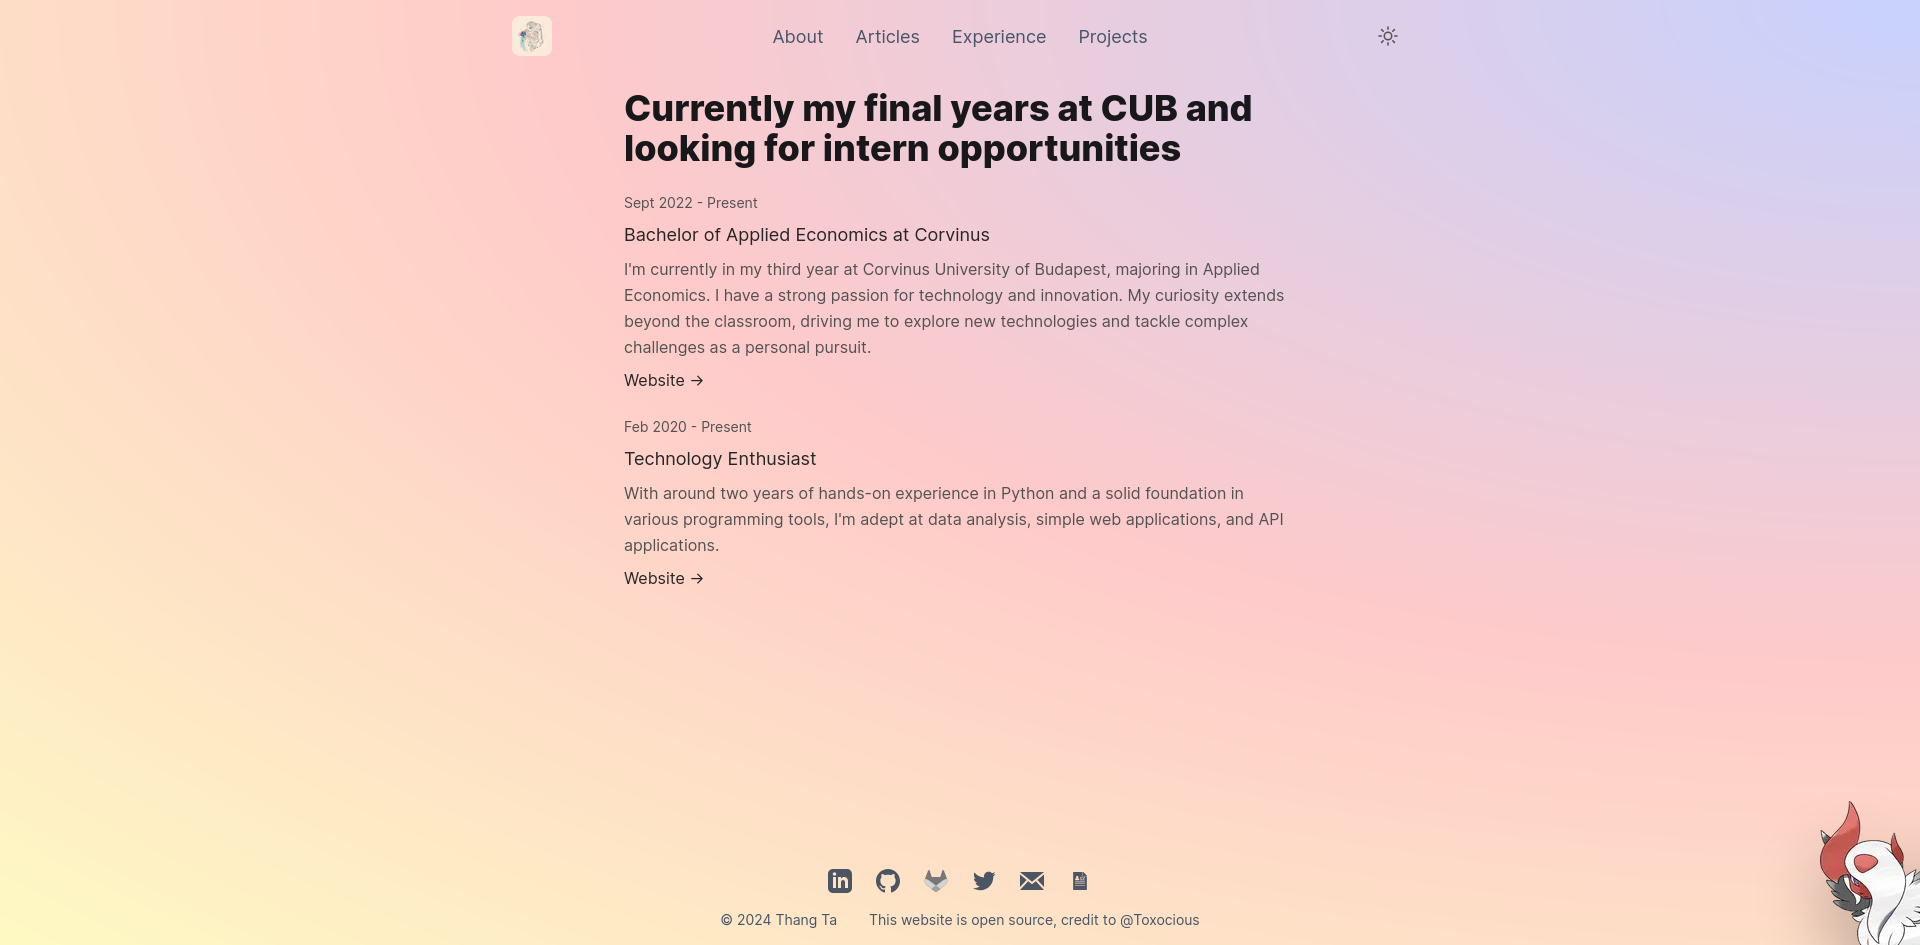 About
Articles
Experience
Projects
Currently my final years at CUB and
looking for intern opportunities
Sept 2022 - Present
Bachelor of Applied Economics at Corvinus
I'm currently in my third year at Corvinus University of Budapest, majoring in Applied
Economics. I have a strong passion for technology and innovation. My curiosity extends
beyond the classroom, driving me to explore new technologies and tackle complex
challenges as a personal pursuit.
Website →
Feb 2020 - Present
Technology Enthusiast
With around two years of hands-on experience in Python and a solid foundation in
various programming tools, I'm adept at data analysis, simple web applications, and API
applications.
Website →
© 2024 Thang Ta
This website is open source, credit to @Toxocious